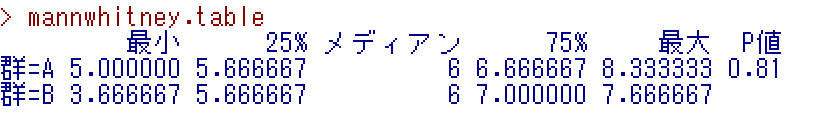 > mannwhitney.table
最小 25% メディアン 75% 最大 P値
群=A 5.000000 5.666667 6 6.666667 8.333333 0.81
群=B 3.666667 5.666667 6 7.000000 7.666667